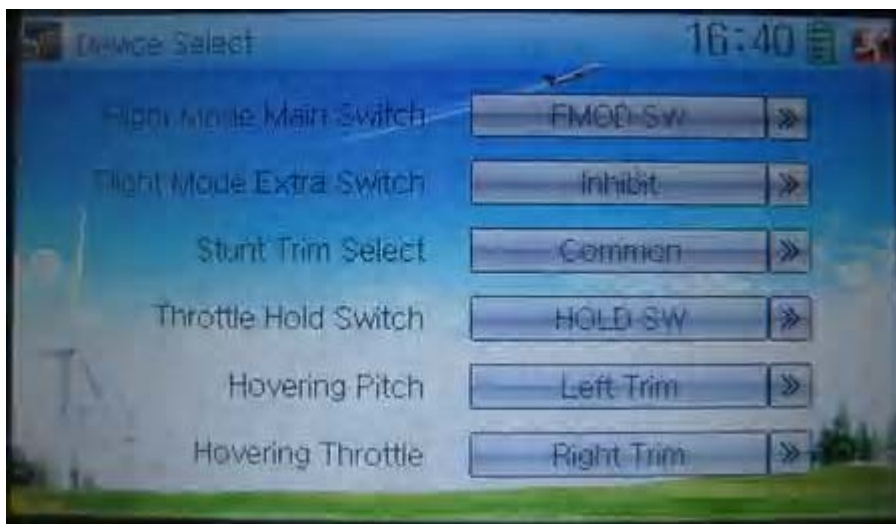 Device Select 16:40
Flight Mode Main Switch FMOD SW »
Flight Mode Extra Switch Inhibit »
Stunt Trim Select Common »
Throttle Hold Switch HOLD SW »
Hovering Pitch Left Trim »
Hovering Throttle Right Trim »